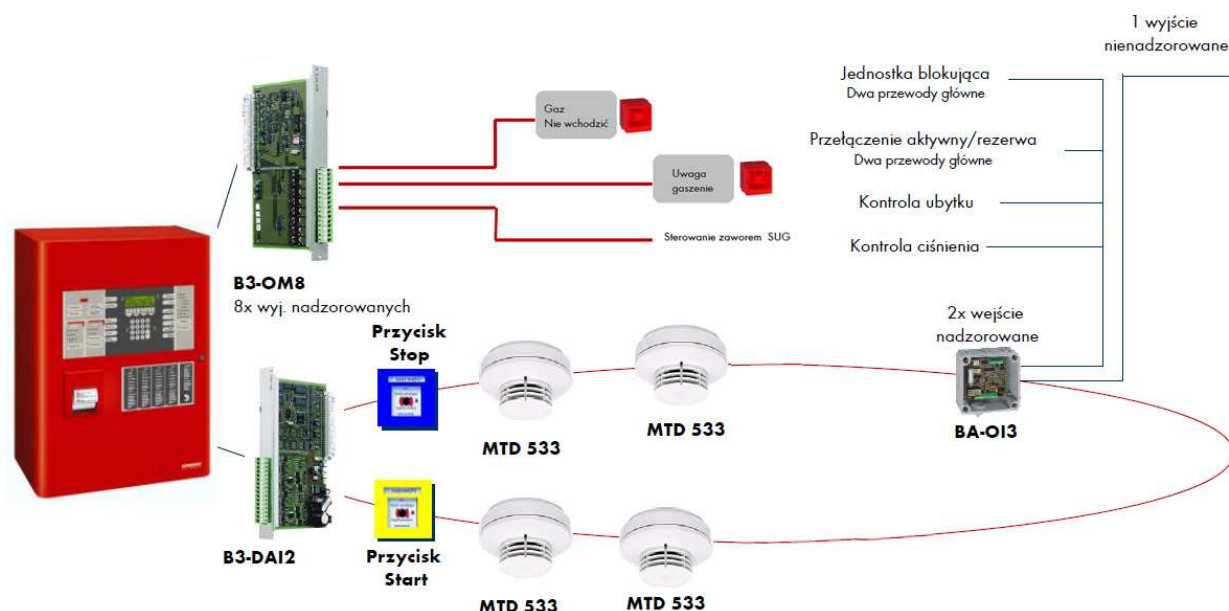 1 wyjście
nienadzorowane
Jednostka blokująca
Dwa przewody główne
Przełączenie aktywny/rezerwa
Dwa przewody główne
Kontrola ubytku
Kontrola ciśnienia
Gaz
Nie wchodzić
Uwaga
gaszenie
Sterowanie zaworem SUG
B3-OM8
8x wyj. nadzorowanych
2x wejście
nadzorowane
BA-OI3
Przycisk
Stop
MTD 533
MTD 533
B3-DAI2
Przycisk
Start
MTD 533
MTD 533